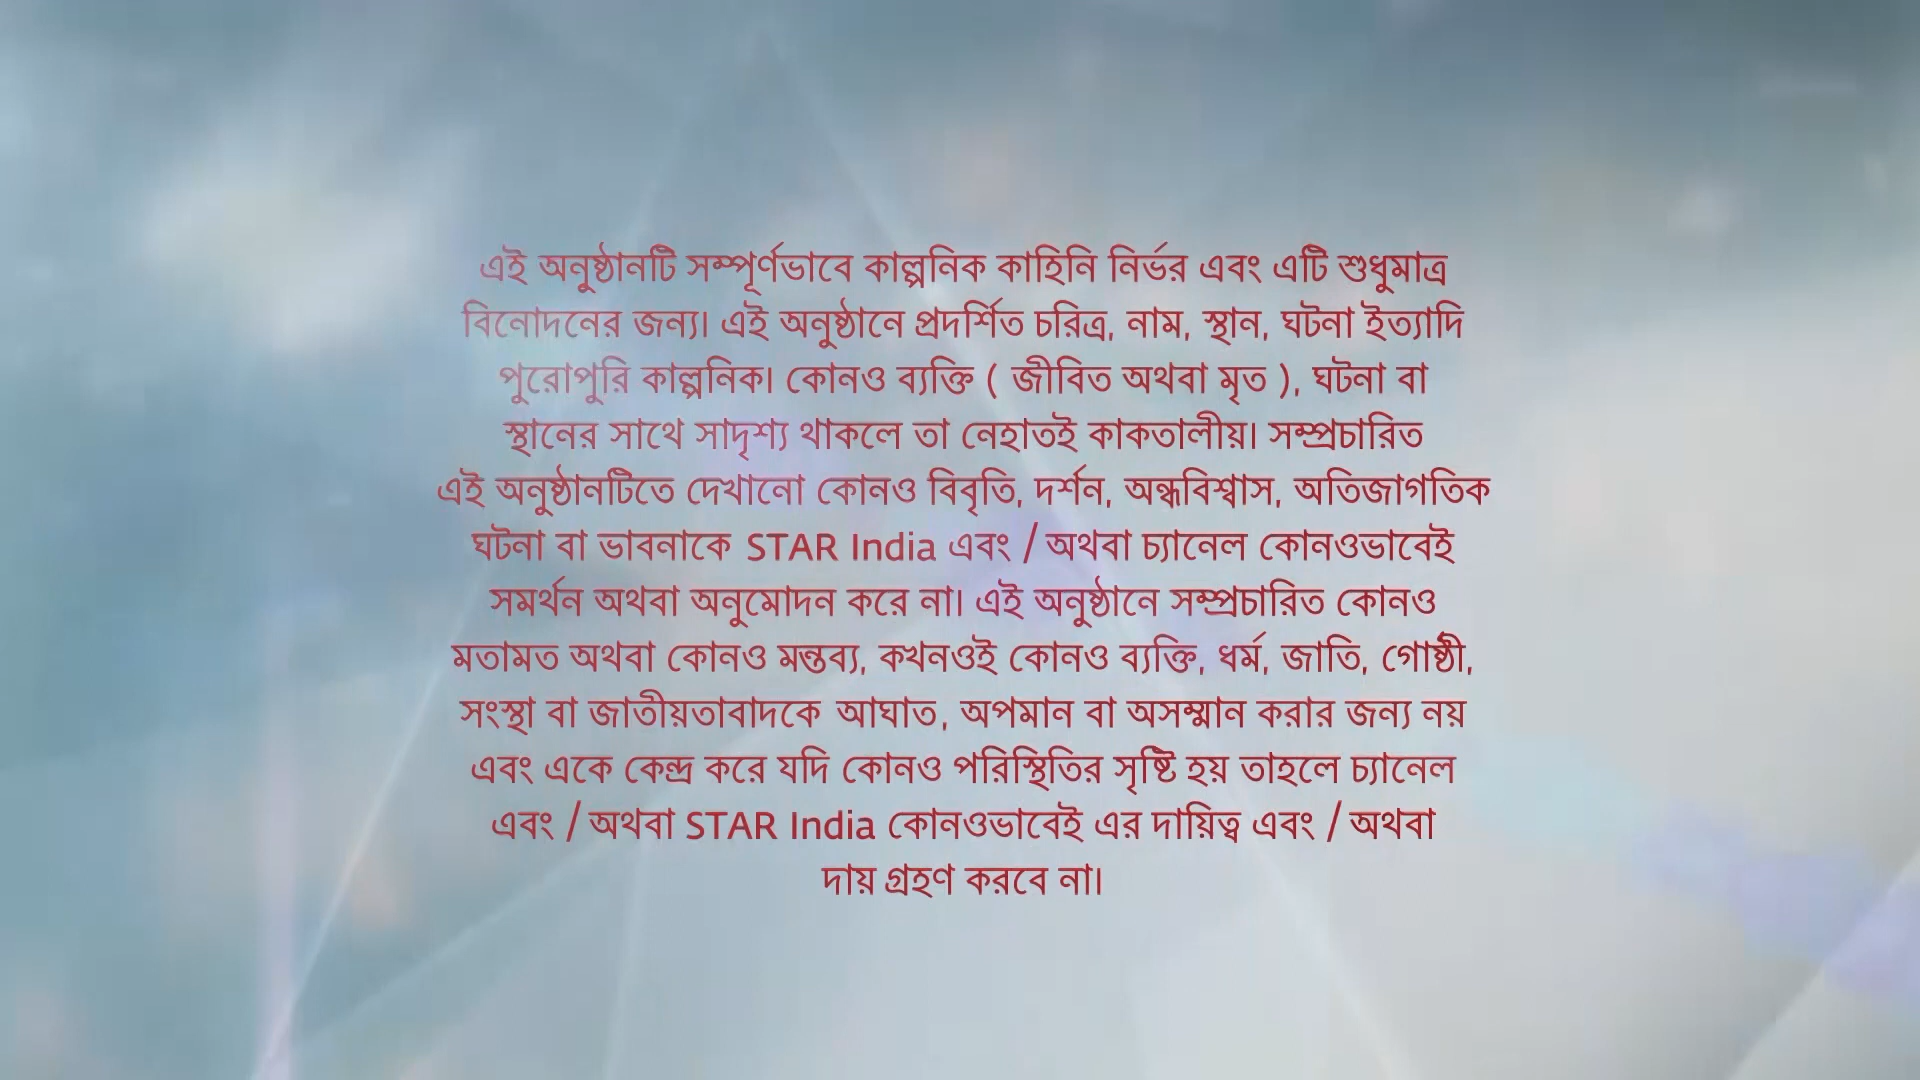 এই অনুষ্ঠানটি সম্পূর্ণভাবে কাল্পনিক কাহিনি নির্ভর এবং এটি শুধুমাত্র
বিনোদনের জন্য। এই অনুষ্ঠানে প্রদর্শিত চরিত্র, নাম, স্থান, ঘটনা ইত্যাদি
পুরোপুরি কাল্পনিক। কোনও ব্যক্তি ( জীবিত অথবা মৃত ), ঘটনা বা
স্থানের সাথে সাদৃশ্য থাকলে তা নেহাতই কাকতালীয়। সম্প্রচারিত
এই অনুষ্ঠানটিতে দেখানো কোনও বিবৃতি, দর্শন, অন্ধবিশ্বাস, অতিজাগতিক
ঘটনা বা ভাবনাকে STAR India এবং / অথবা চ্যানেল কোনওভাবেই
সমর্থন অথবা অনুমোদন করে না। এই অনুষ্ঠানে সম্প্রচারিত কোনও
মতামত অথবা কোনও মন্তব্য, কখনওই কোনও ব্যক্তি, ধর্ম, জাতি, গোষ্ঠী,
সংস্থা বা জাতীয়তাবাদকে আঘাত, অপমান বা অসম্মান করার জন্য নয়
এবং একে কেন্দ্র করে যদি কোনও পরিস্থিতির সৃষ্টি হয় তাহলে চ্যানেল
এবং / অথবা STAR India কোনওভাবেই এর দায়িত্ব এবং / অথবা
দায় গ্রহণ করবে না।